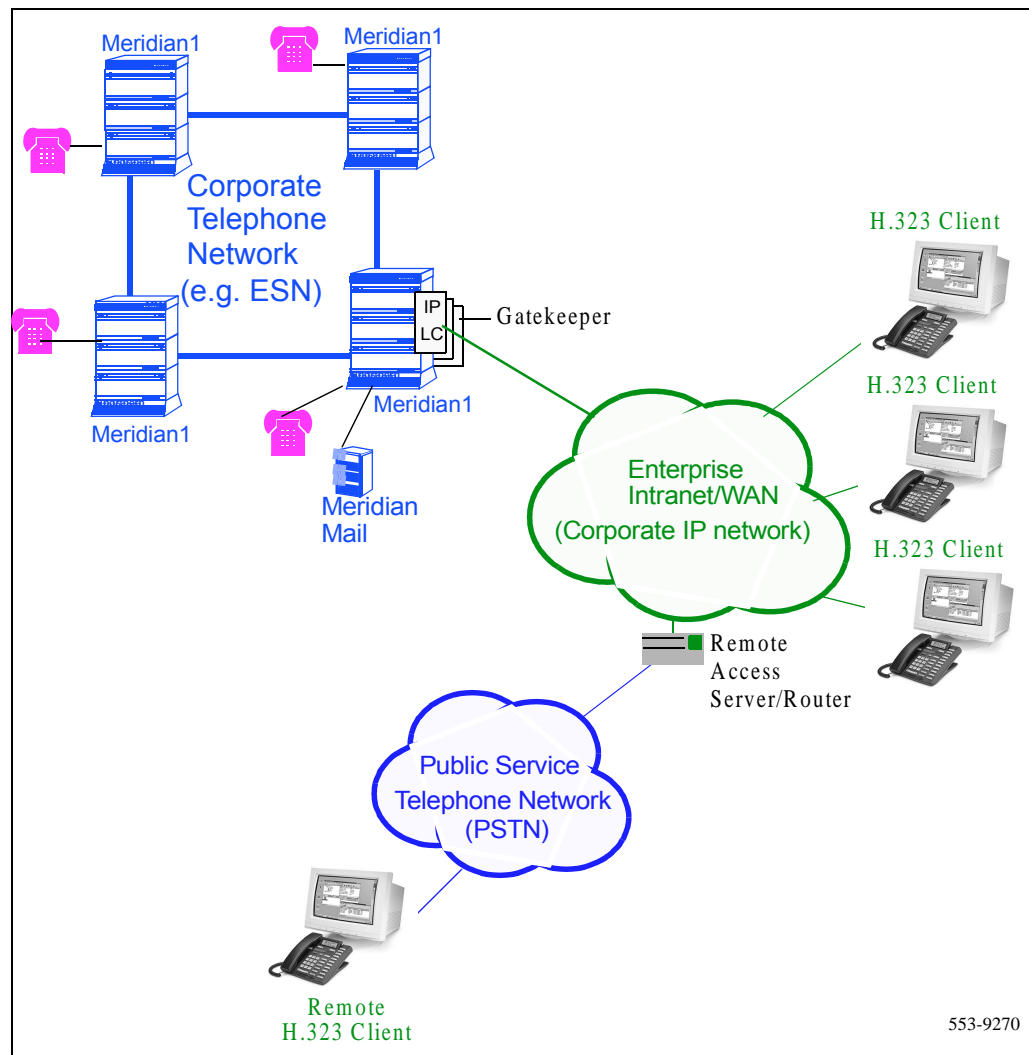 Meridian1
Meridian1
Corporate
Telephone
Network
(e.g. ESN)
IP
LC
Gatekeeper
Meridian1
Meridian1
Meridian
Mail
H.323 Client
H.323 Client
H.323 Client
Enterprise
Intranet/WAN
(Corporate IP network)
Remote
Access
Server/Router
Public Service
Telephone Network
(PSTN)
Remote
H.323 Client
553-9270